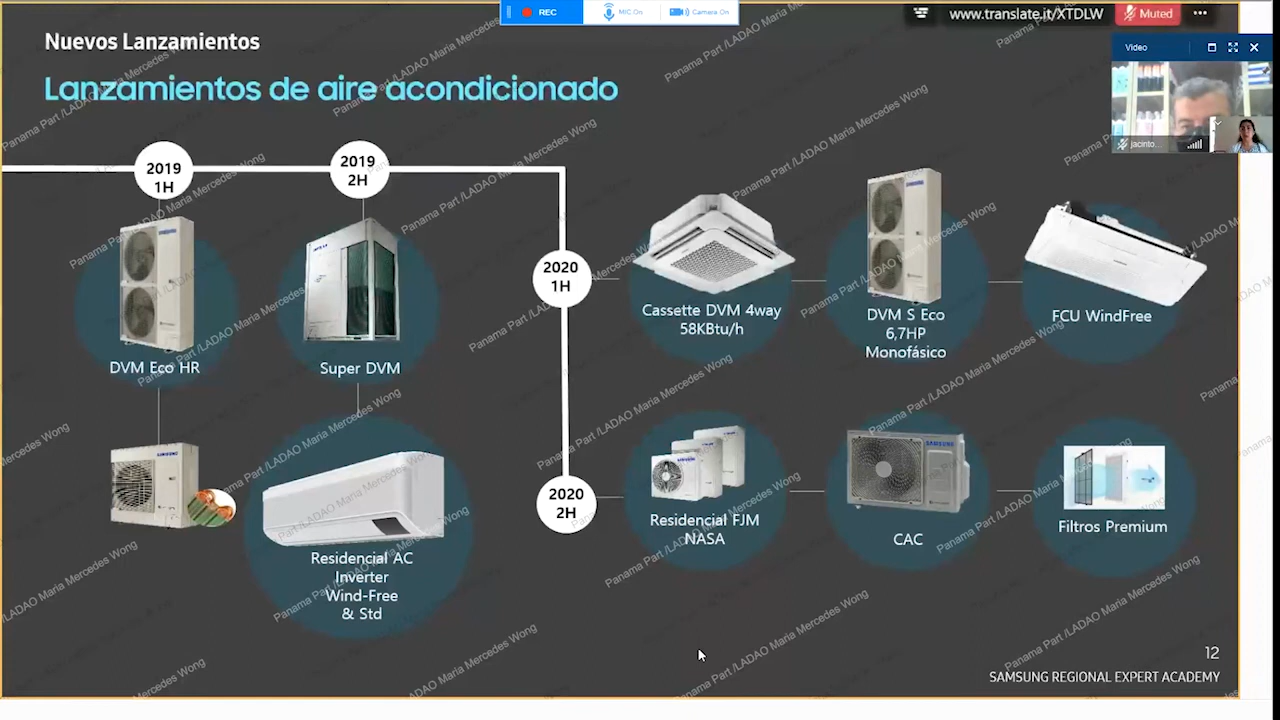 REC
MIC On
Camera On
www.translate.it/XTDLW
Muted
Video
jacinto...
Nuevos Lanzamientos
Lanzamientos de aire acondicionado
2019
1H
2019
2H
2020
1H
2020
2H
DVM Eco HR
Super DVM
Residencial AC
Inverter
Wind-Free
& Std
Cassette DVM 4way
58KBtu/h
DVM S Eco
6,7HP
Monofásico
FCU WindFree
Residencial FJM
NASA
CAC
Filtros Premium
SAMSUNG
SAMSUNG
Panama Part /LADAO Maria Mercedes Wong
12
SAMSUNG REGIONAL EXPERT ACADEMY